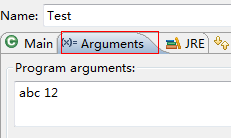 Name: Test
Main (x)= Arguments JRE
Program arguments:
abc 12